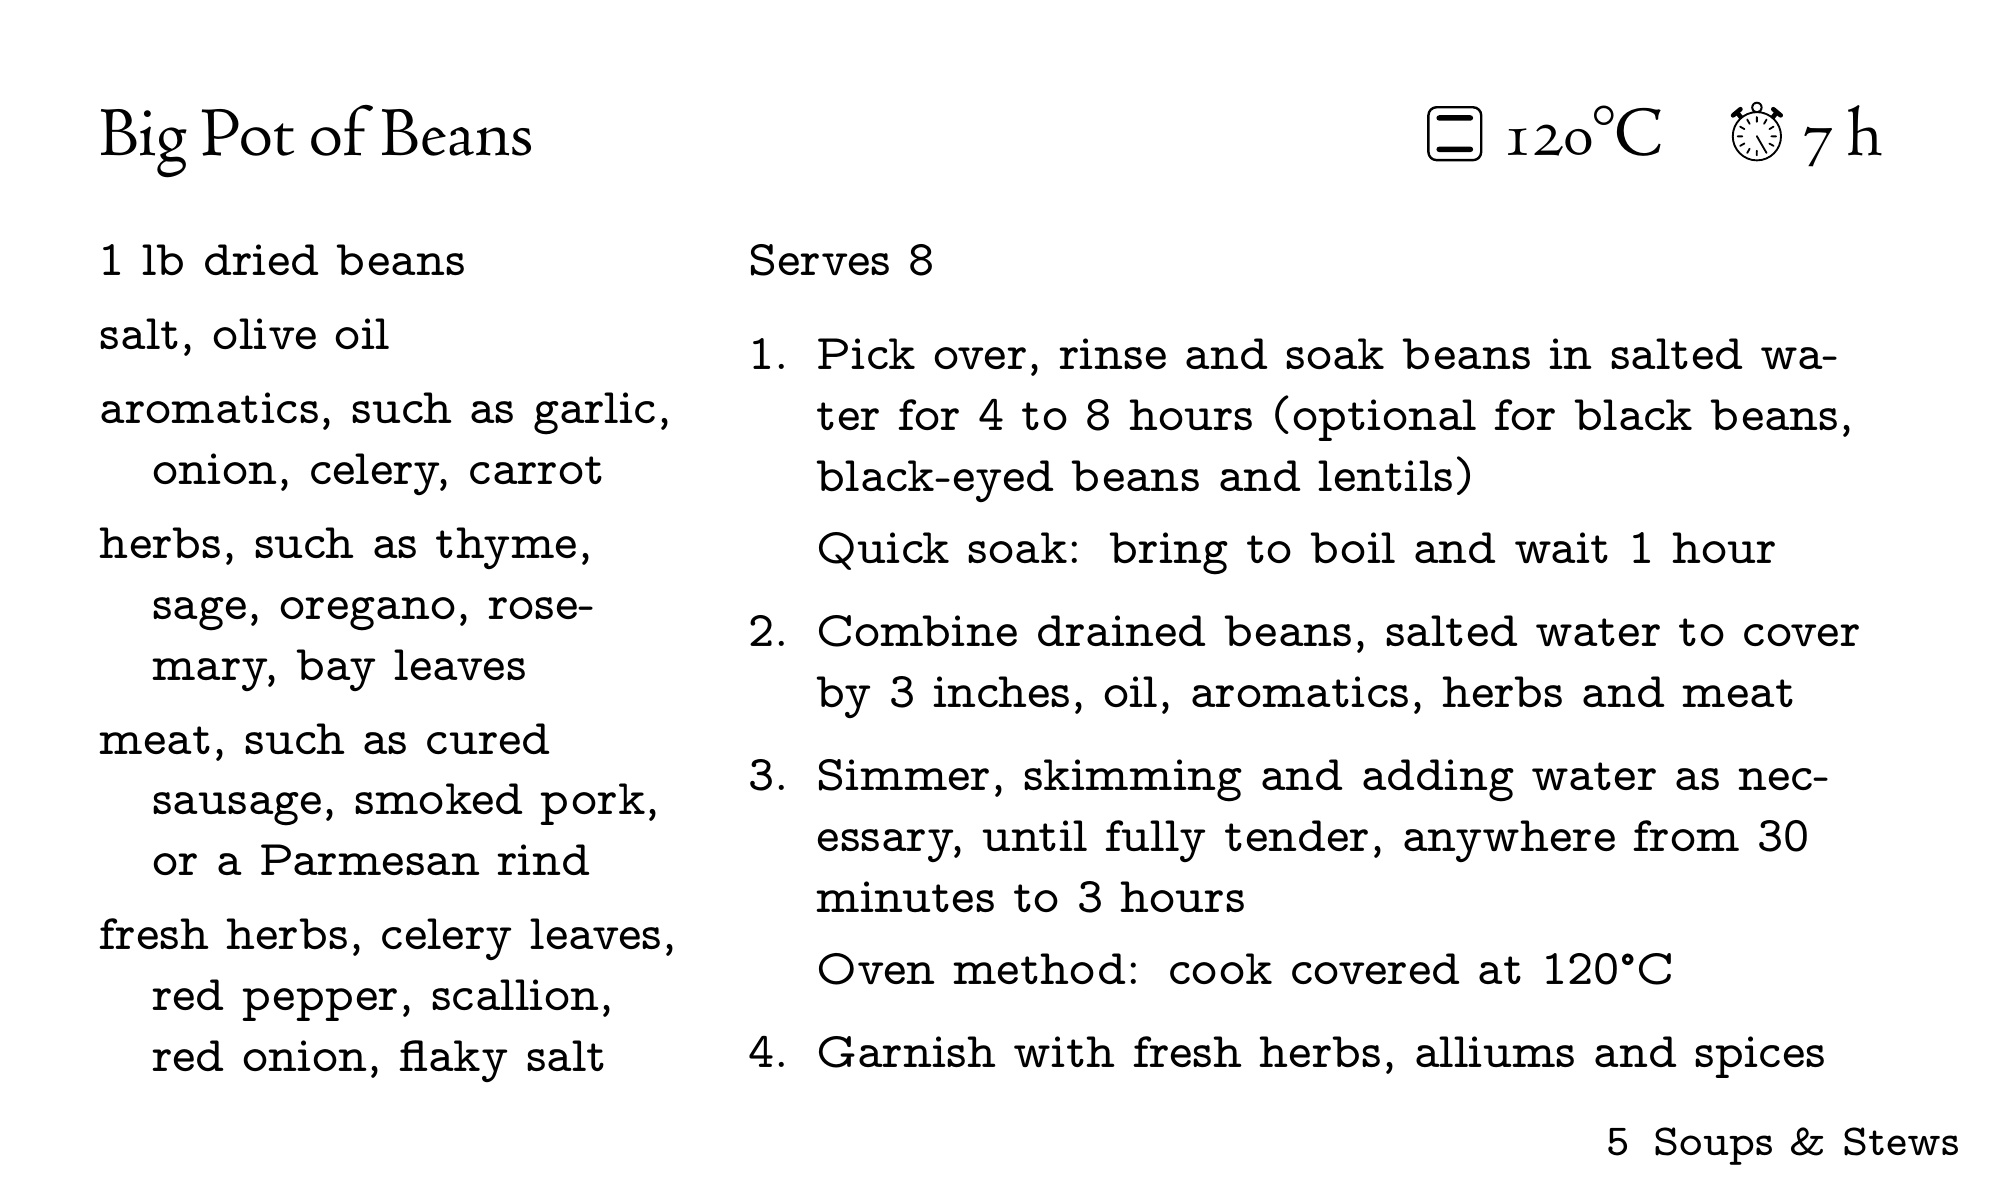 Big Pot of Beans
120°C 7 h
1 lb dried beans
salt, olive oil
aromatics, such as garlic,
onion, celery, carrot
herbs, such as thyme,
sage, oregano, rose-
mary, bay leaves
meat, such as cured
sausage, smoked pork,
or a Parmesan rind
fresh herbs, celery leaves,
red pepper, scallion,
red onion, flaky salt
Serves 8
1. Pick over, rinse and soak beans in salted wa-
ter for 4 to 8 hours (optional for black beans,
black-eyed beans and lentils)
Quick soak: bring to boil and wait 1 hour
2. Combine drained beans, salted water to cover
by 3 inches, oil, aromatics, herbs and meat
3. Simmer, skimming and adding water as nec-
essary, until fully tender, anywhere from 30
minutes to 3 hours
Oven method: cook covered at 120°C
4. Garnish with fresh herbs, alliums and spices
5 Soups & Stews